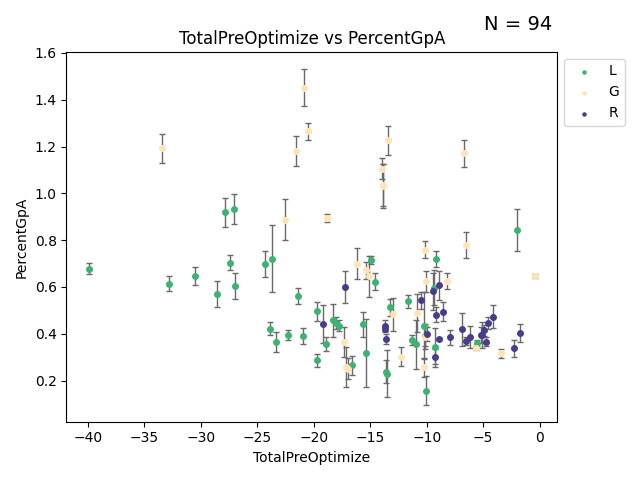 N = 94
TotalPreOptimize vs PercentGpA
1.6
1.4
1.2
1.0
0.8
0.6
0.4
0.2
PercentGpA
L
G
R
−40 −35 −30 −25 −20 −15 −10 −5 0
TotalPreOptimize